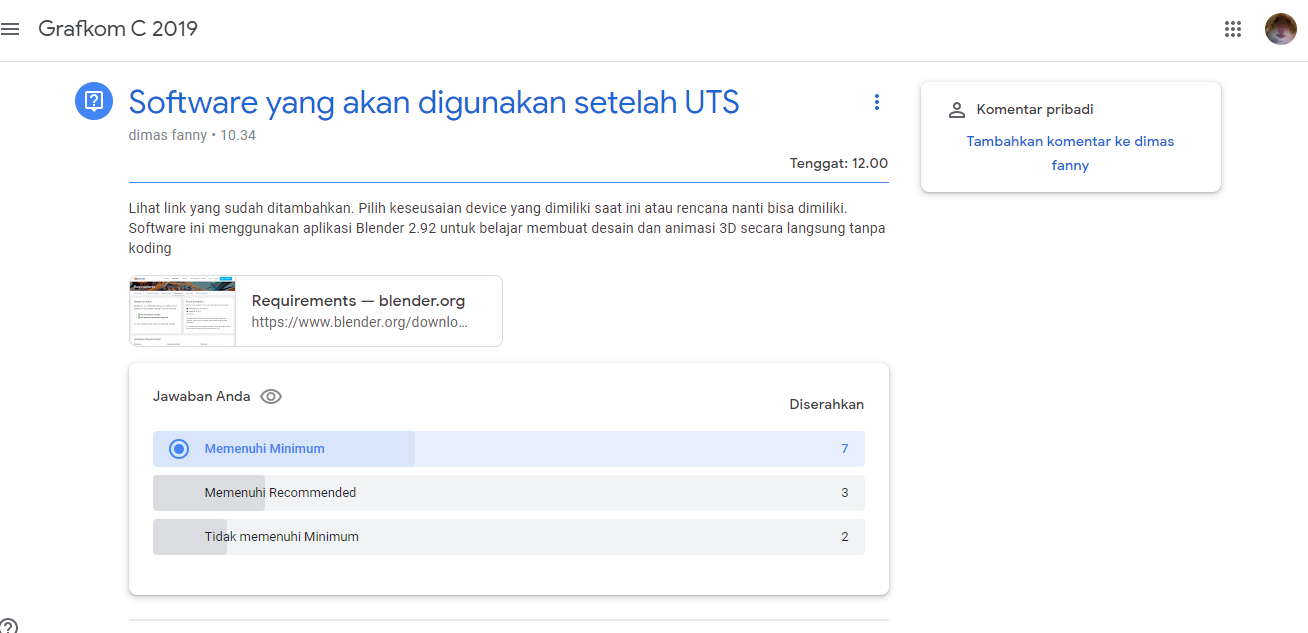 Grafkom C 2019
Software yang akan digunakan setelah UTS
dimas fanny • 10.34
Tenggat: 12.00
Lihat link yang sudah ditambahkan. Pilih keseusaian device yang dimiliki saat ini atau rencana nanti bisa dimiliki.
Software ini menggunakan aplikasi Blender 2.92 untuk belajar membuat desain dan animasi 3D secara langsung tanpa
koding
Requirements — blender.org
https://www.blender.org/downlo...
Jawaban Anda
Diserahkan
Memenuhi Minimum 7
Memenuhi Recommended 3
Tidak memenuhi Minimum 2
Komentar pribadi
Tambahkan komentar ke dimas
fanny